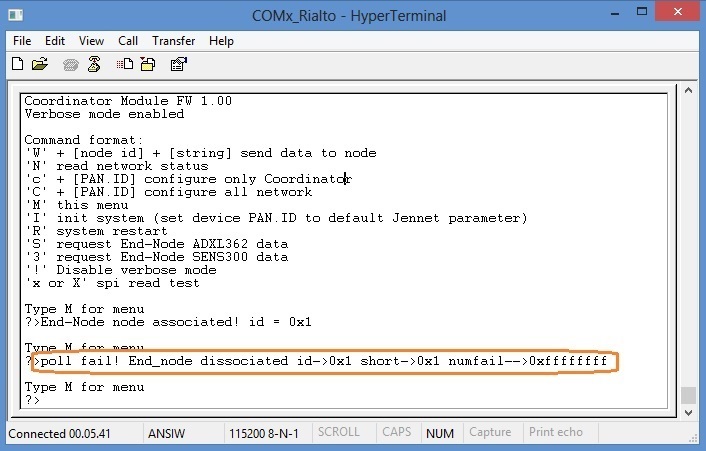 COMx_Rialto - HyperTerminal
File Edit View Call Transfer Help
Coordinator Module FW 1.00
Verbose mode enabled
Command format:
'W' + [node id] + [string] send data to node
'N' read network status
'c' + [PAN.ID] configure only Coordinator
'C' + [PAN.ID] configure all network
'M' this menu
'I' init system (set device PAN.ID to default Jennet parameter)
'R' system restart
'S' request End-Node ADXL362 data
'3' request End-Node SENS300 data
'!' Disable verbose mode
'x or X' spi read test
Type M for menu
?>End-Node node associated! id = 0x1
Type M for menu
?>poll fail! End_node dissociated id->0x1 short->0x1 numfail-->0xffffffff
Type M for menu
?>
Connected 00.05.41 ANSIW 115200 8-N-1 SCROLL CAPS NUM Capture Print echo